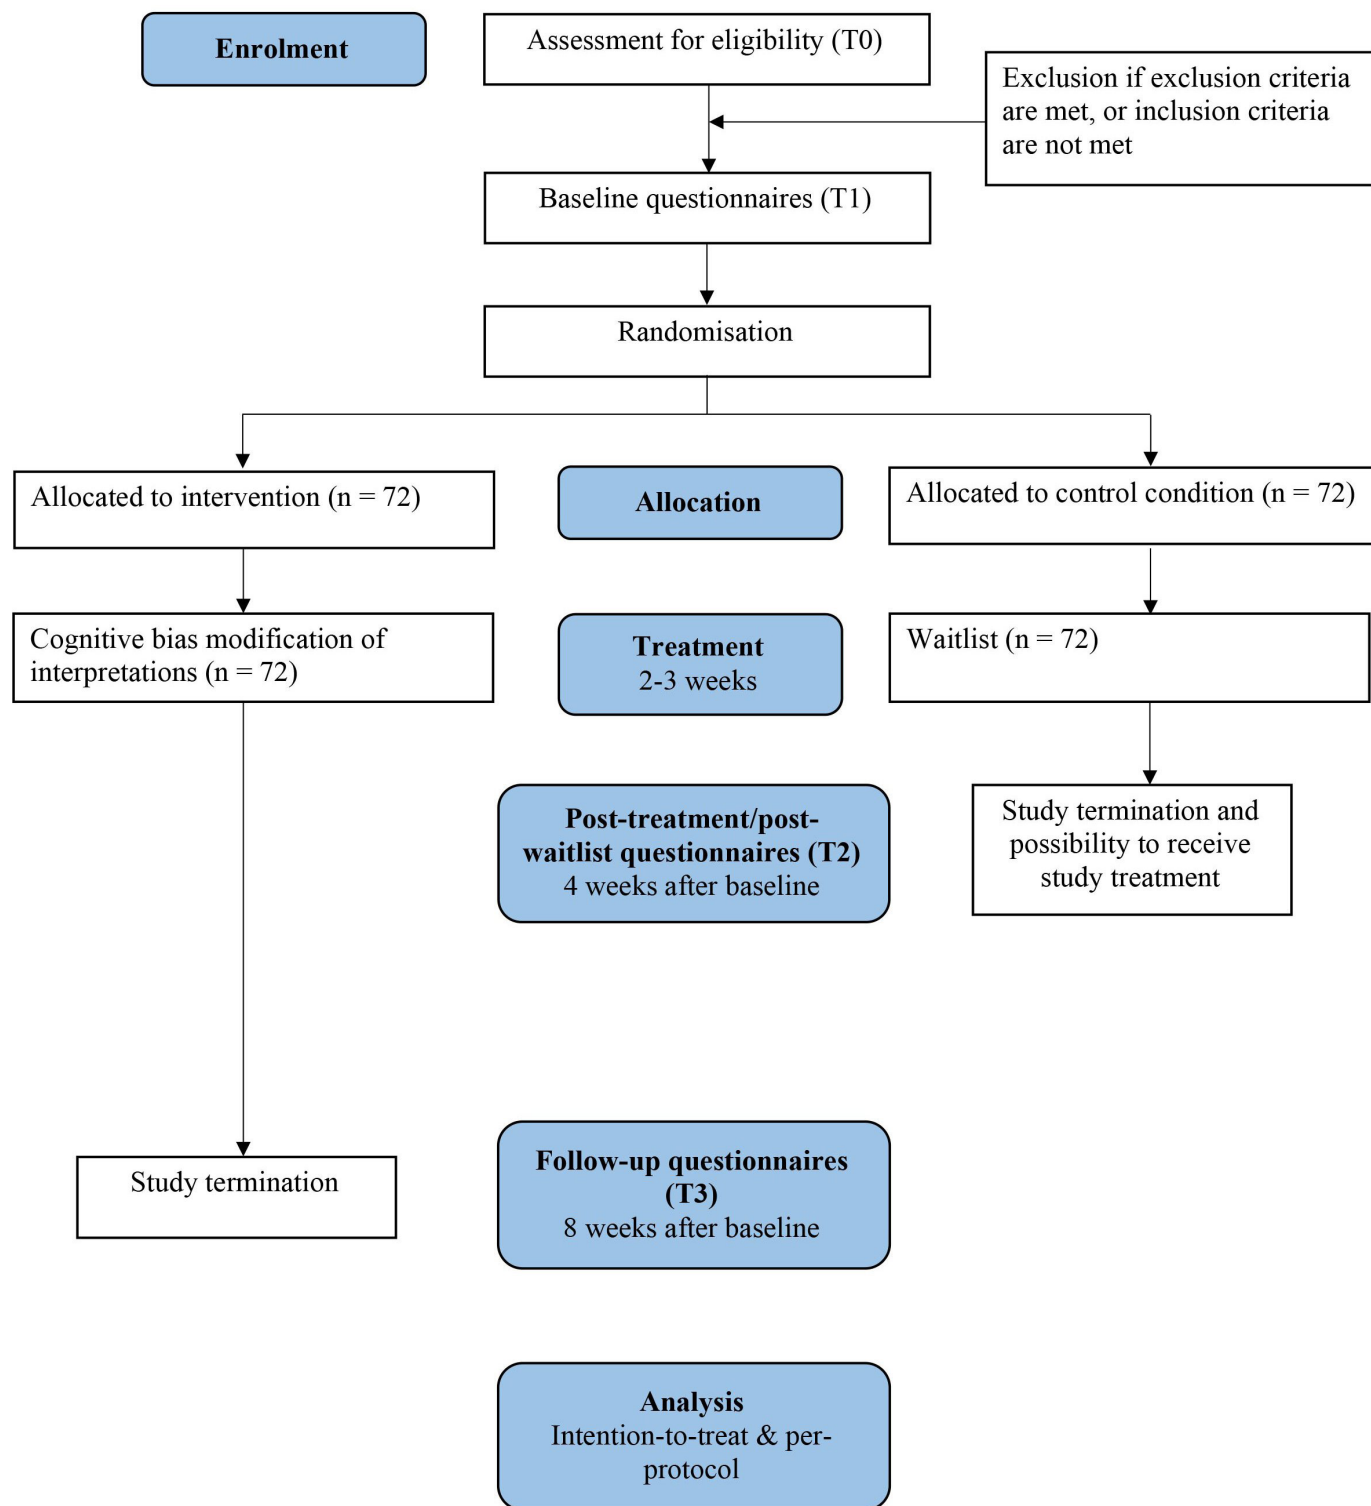 Enrolment
Assessment for eligibility (T0)
Exclusion if exclusion criteria
are met, or inclusion criteria
are not met
Baseline questionnaires (T1)
Randomisation
Allocated to intervention (n = 72)
Allocation
Allocated to control condition (n = 72)
Cognitive bias modification of
interpretations (n = 72)
Treatment
2-3 weeks
Waitlist (n = 72)
Post-treatment/post-
waitlist questionnaires (T2)
4 weeks after baseline
Study termination and
possibility to receive
study treatment
Study termination
Follow-up questionnaires
(T3)
8 weeks after baseline
Analysis
Intention-to-treat & per-
protocol